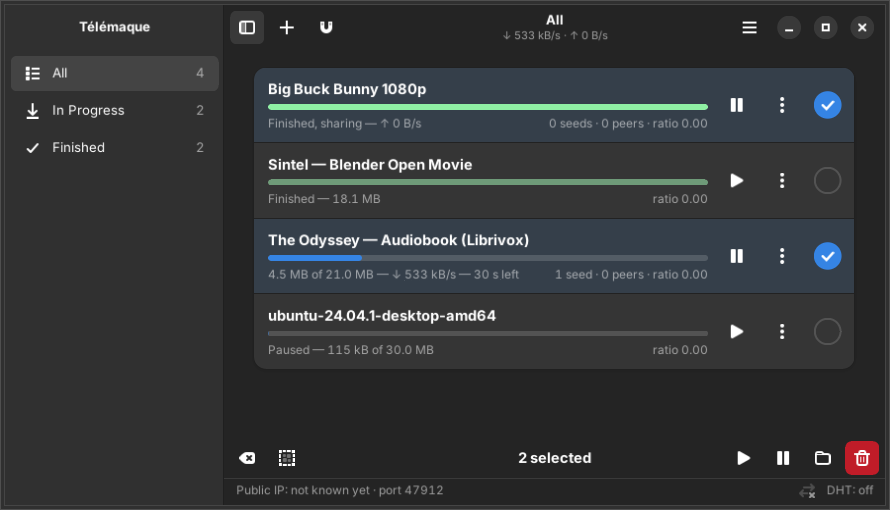 Télémaque
All 4
In Progress 2
Finished 2
All
↓ 533 kB/s · ↑ 0 B/s
Big Buck Bunny 1080p
Finished, sharing — ↑ 0 B/s 0 seeds · 0 peers · ratio 0.00
Sintel — Blender Open Movie
Finished — 18.1 MB ratio 0.00
The Odyssey — Audiobook (Librivox)
4.5 MB of 21.0 MB — ↓ 533 kB/s — 30 s left 1 seed · 0 peers · ratio 0.00
ubuntu-24.04.1-desktop-amd64
Paused — 115 kB of 30.0 MB ratio 0.00
2 selected
Public IP: not known yet · port 47912 DHT: off